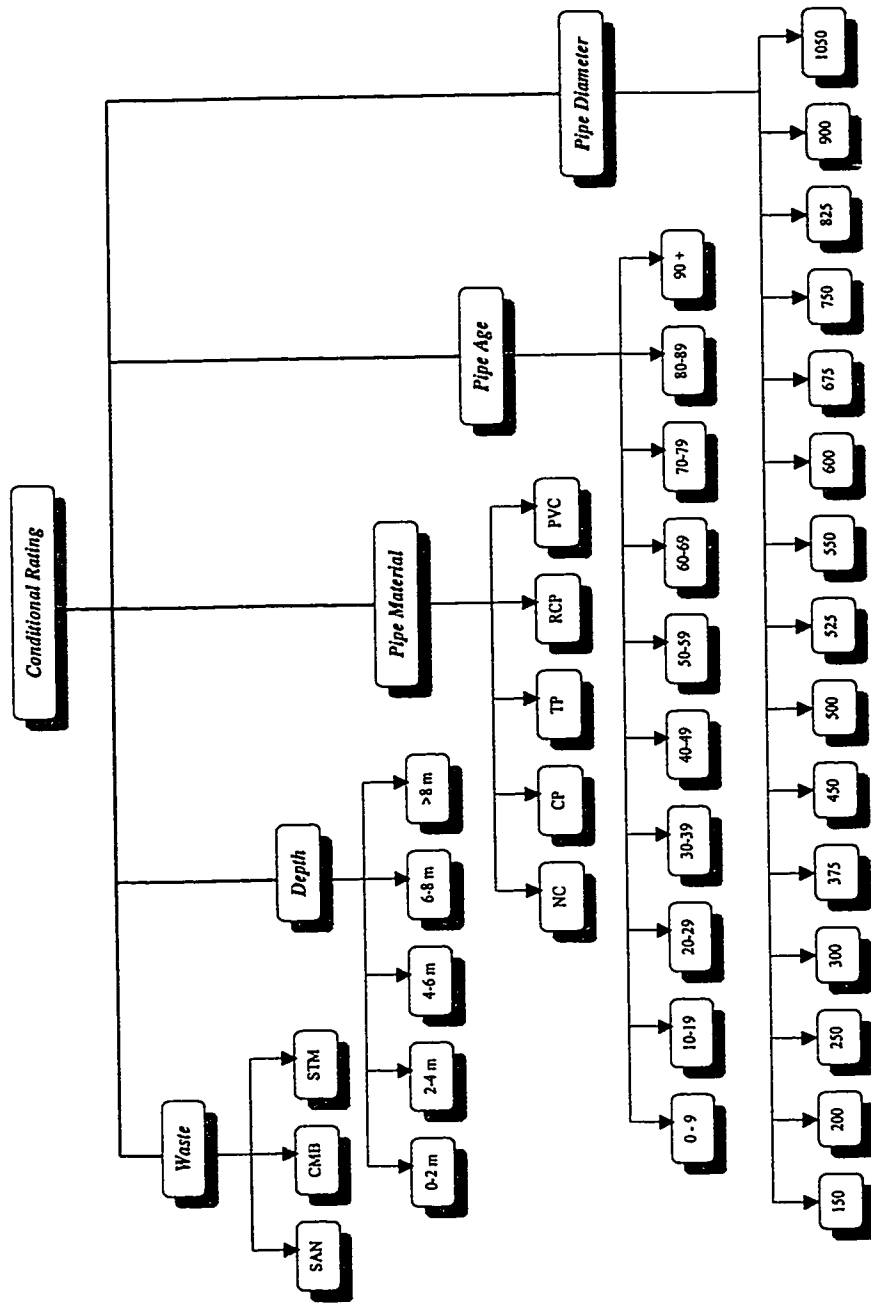 Conditional Rating
Waste
Depth
Pipe Material
Pipe Age
Pipe Diameter
SAN
CMB
STM
0-2 m
2-4 m
4-6 m
6-8 m
>8 m
NC
CP
TP
RCP
PVC
0 - 9
10-19
20-29
30-39
40-49
50-59
60-69
70-79
80-89
90 +
150
200
250
300
375
450
500
525
550
600
675
750
825
900
1050